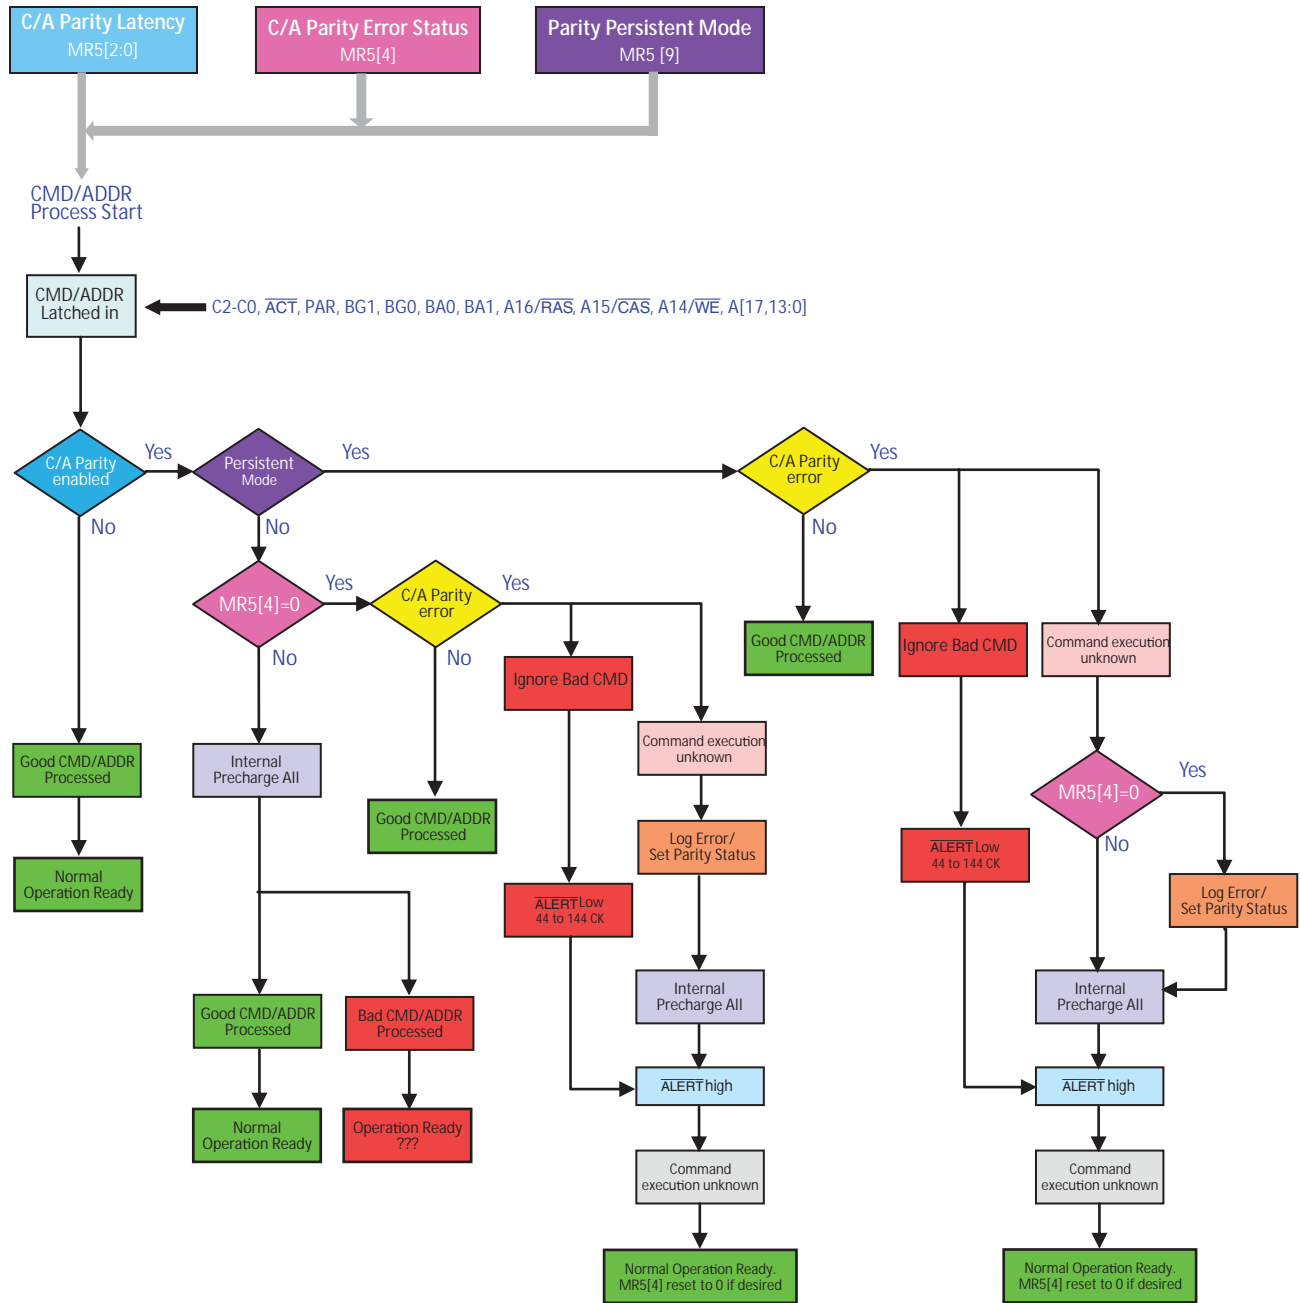 C/A Parity Latency
MR5[2:0]
C/A Parity Error Status
MR5[4]
Parity Persistent Mode
MR5 [9]
CMD/ADDR
Process Start
CMD/ADDR
Latched in
C2-C0, A̅C̅T̅, PAR, BG1, BG0, BA0, BA1, A16/R̅A̅S̅, A15/C̅A̅S̅, A14/W̅E̅, A[17,13:0]
C/A Parity
enabled
Yes
No
Persistent
Mode
Yes
No
C/A Parity
error
Yes
No
MR5[4]=0
Yes
No
C/A Parity
error
Yes
No
Good CMD/ADDR
Processed
Ignore Bad CMD
Command execution
unknown
Ignore Bad CMD
Command execution
unknown
Good CMD/ADDR
Processed
Internal
Precharge All
MR5[4]=0
Yes
No
Good CMD/ADDR
Processed
Log Error/
Set Parity Status
A̅L̅E̅R̅T̅ Low
44 to 144 CK
Normal
Operation Ready
A̅L̅E̅R̅T̅ Low
44 to 144 CK
Log Error/
Set Parity Status
Good CMD/ADDR
Processed
Bad CMD/ADDR
Processed
Internal
Precharge All
Internal
Precharge All
A̅L̅E̅R̅T̅ high
A̅L̅E̅R̅T̅ high
Normal
Operation Ready
Operation Ready
???
Command
execution unknown
Command
execution unknown
Normal Operation Ready.
MR5[4] reset to 0 if desired
Normal Operation Ready.
MR5[4] reset to 0 if desired